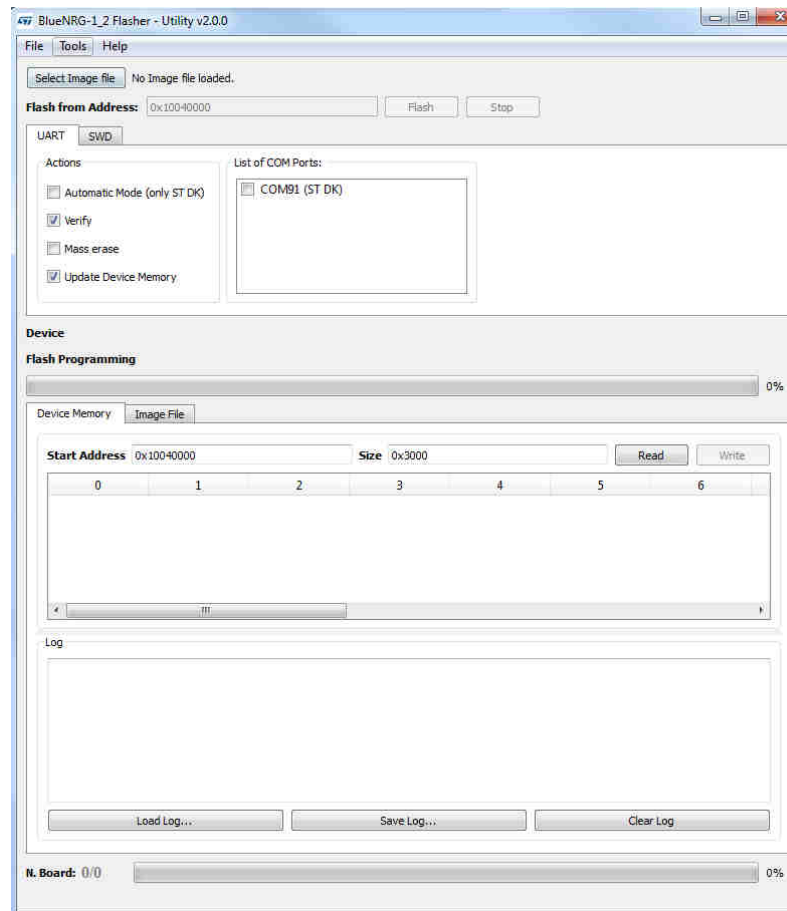 BlueNRG-1_2 Flasher - Utility v2.0.0
File Tools Help
Select Image file No Image file loaded.
Flash from Address: 0x10040000 Flash Stop
UART SWD
Actions List of COM Ports:
Automatic Mode (only ST DK) COM91 (ST DK)
Verify
Mass erase
Update Device Memory
Device
Flash Programming
0%
Device Memory Image File
Start Address 0x10040000 Size 0x3000 Read Write
0 1 2 3 4 5 6
Log
Load Log... Save Log... Clear Log
N. Board: 0/0 0%